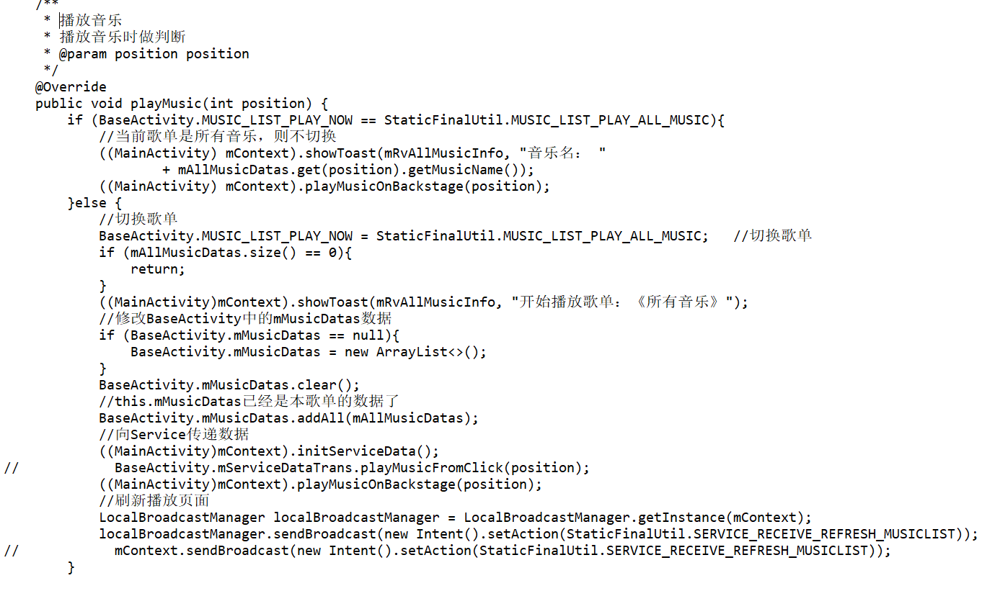 /**
 * 播放音乐
 * 播放音乐时做判断
 * @param position position
 */
@Override
public void playMusic(int position) {
    if (BaseActivity.MUSIC_LIST_PLAY_NOW == StaticFinalUtil.MUSIC_LIST_PLAY_ALL_MUSIC){
        //当前歌单是所有音乐，则不切换
        ((MainActivity) mContext).showToast(mRvAllMusicInfo, "音乐名： "
                + mAllMusicDatas.get(position).getMusicName());
        ((MainActivity) mContext).playMusicOnBackstage(position);
    }else {
        //切换歌单
        BaseActivity.MUSIC_LIST_PLAY_NOW = StaticFinalUtil.MUSIC_LIST_PLAY_ALL_MUSIC;   //切换歌单
        if (mAllMusicDatas.size() == 0){
            return;
        }
        ((MainActivity)mContext).showToast(mRvAllMusicInfo, "开始播放歌单：《所有音乐》");
        //修改BaseActivity中的mMusicDatas数据
        if (BaseActivity.mMusicDatas == null){
            BaseActivity.mMusicDatas = new ArrayList<>();
        }
        BaseActivity.mMusicDatas.clear();
        //this.mMusicDatas已经是本歌单的数据了
        BaseActivity.mMusicDatas.addAll(mAllMusicDatas);
        //向Service传递数据
        ((MainActivity)mContext).initServiceData();
//            BaseActivity.mServiceDataTrans.playMusicFromClick(position);
        ((MainActivity)mContext).playMusicOnBackstage(position);
        //刷新播放页面
        LocalBroadcastManager localBroadcastManager = LocalBroadcastManager.getInstance(mContext);
        localBroadcastManager.sendBroadcast(new Intent().setAction(StaticFinalUtil.SERVICE_RECEIVE_REFRESH_MUSICLIST));
//            mContext.sendBroadcast(new Intent().setAction(StaticFinalUtil.SERVICE_RECEIVE_REFRESH_MUSICLIST));
    }